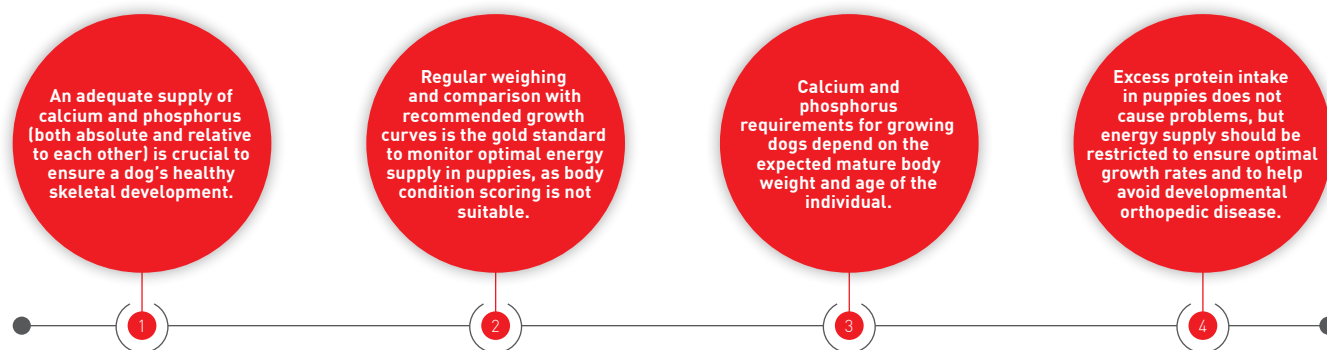 An adequate supply of
calcium and phosphorus
(both absolute and relative
to each other) is crucial to
ensure a dog's healthy
skeletal development.
1
Regular weighing
and comparison with
recommended growth
curves is the gold standard
to monitor optimal energy
supply in puppies, as body
condition scoring is not
suitable.
2
Calcium and
phosphorus
requirements for growing
dogs depend on the
expected mature body
weight and age of the
individual.
3
Excess protein intake
in puppies does not
cause problems, but
energy supply should be
restricted to ensure optimal
growth rates and to help
avoid developmental
orthopedic disease.
4